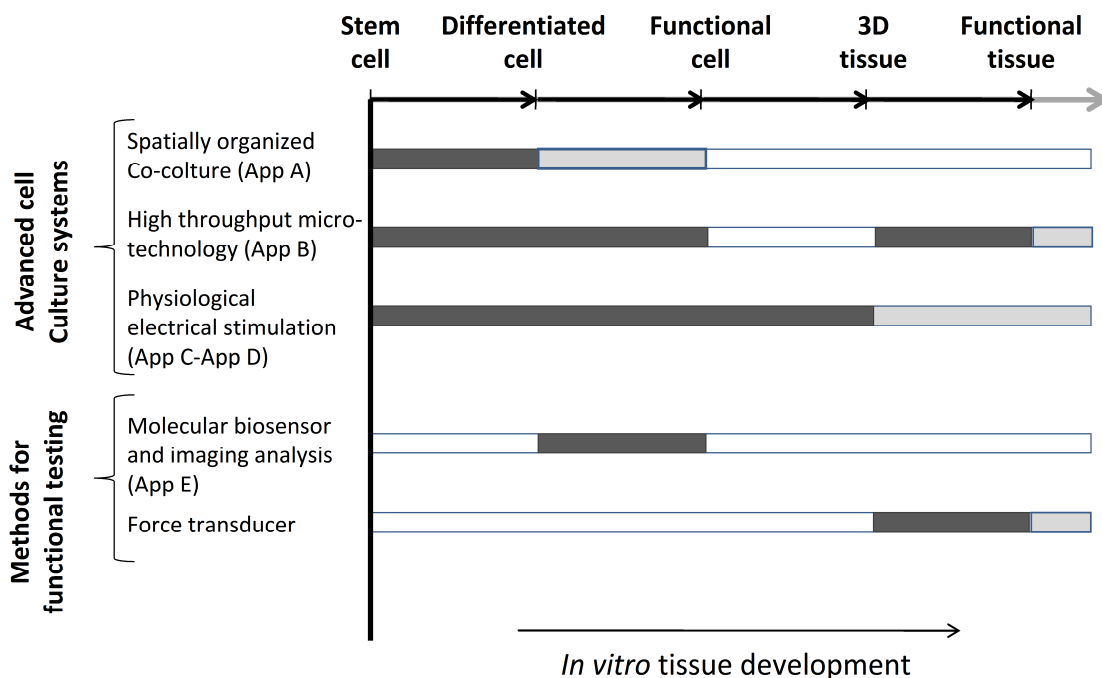 Stem
cell
Differentiated
cell
Functional
cell
3D
tissue
Functional
tissue
Advanced cell
Culture systems
Spatially organized
Co-colture (App A)
High throughput micro-
technology (App B)
Physiological
electrical stimulation
(App C-App D)
Methods for
functional testing
Molecular biosensor
and imaging analysis
(App E)
Force transducer
In vitro tissue development